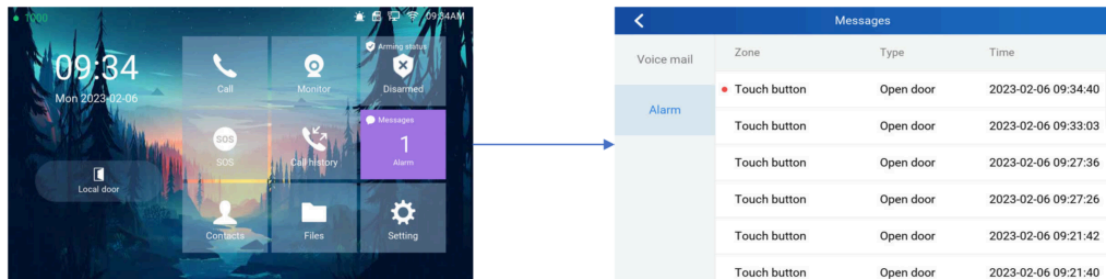 1000
09:34AM
09:34
Mon 2023-02-06
Local door
Call
Monitor
Arming status
Disarmed
SOS
SOS
Call history
Messages
1
Alarm
Contacts
Files
Setting
Messages
Voice mail
Alarm
Zone Type Time
Touch button Open door 2023-02-06 09:34:40
Touch button Open door 2023-02-06 09:33:03
Touch button Open door 2023-02-06 09:27:36
Touch button Open door 2023-02-06 09:27:26
Touch button Open door 2023-02-06 09:21:42
Touch button Open door 2023-02-06 09:21:40